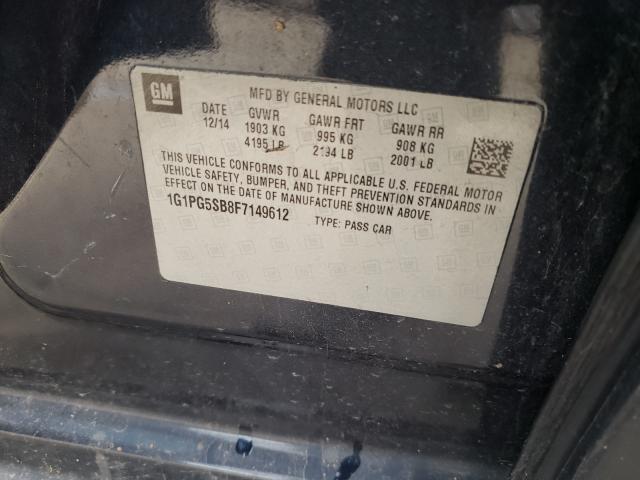 GM
MFD BY GENERAL MOTORS LLC
DATE GVWR GAWR FRT GAWR RR
12/14 1903 KG 995 KG 908 KG
4195 LB 2194 LB 2001 LB
THIS VEHICLE CONFORMS TO ALL APPLICABLE U.S. FEDERAL MOTOR
VEHICLE SAFETY, BUMPER, AND THEFT PREVENTION STANDARDS IN
EFFECT ON THE DATE OF MANUFACTURE SHOWN ABOVE.
1G1PG5SB8F7149612 TYPE: PASS CAR